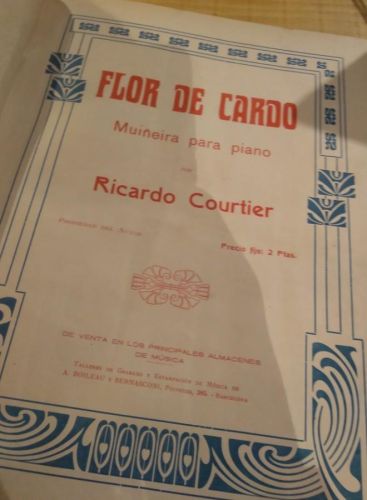 FLOR DE CARDO
Muiñeira para piano
POR
Ricardo Courtier
PROPIEDAD DEL AUTOR
Precio fijo: 2 Ptas.
DE VENTA EN LOS PRINCIPALES ALMACENES
DE MÚSICA
TALLERES DE GRABADO Y ESTAMPACIÓN DE MÚSICA DE
A. BOILEAU Y BERNASCONI, PROVENZA, 285. - BARCELONA